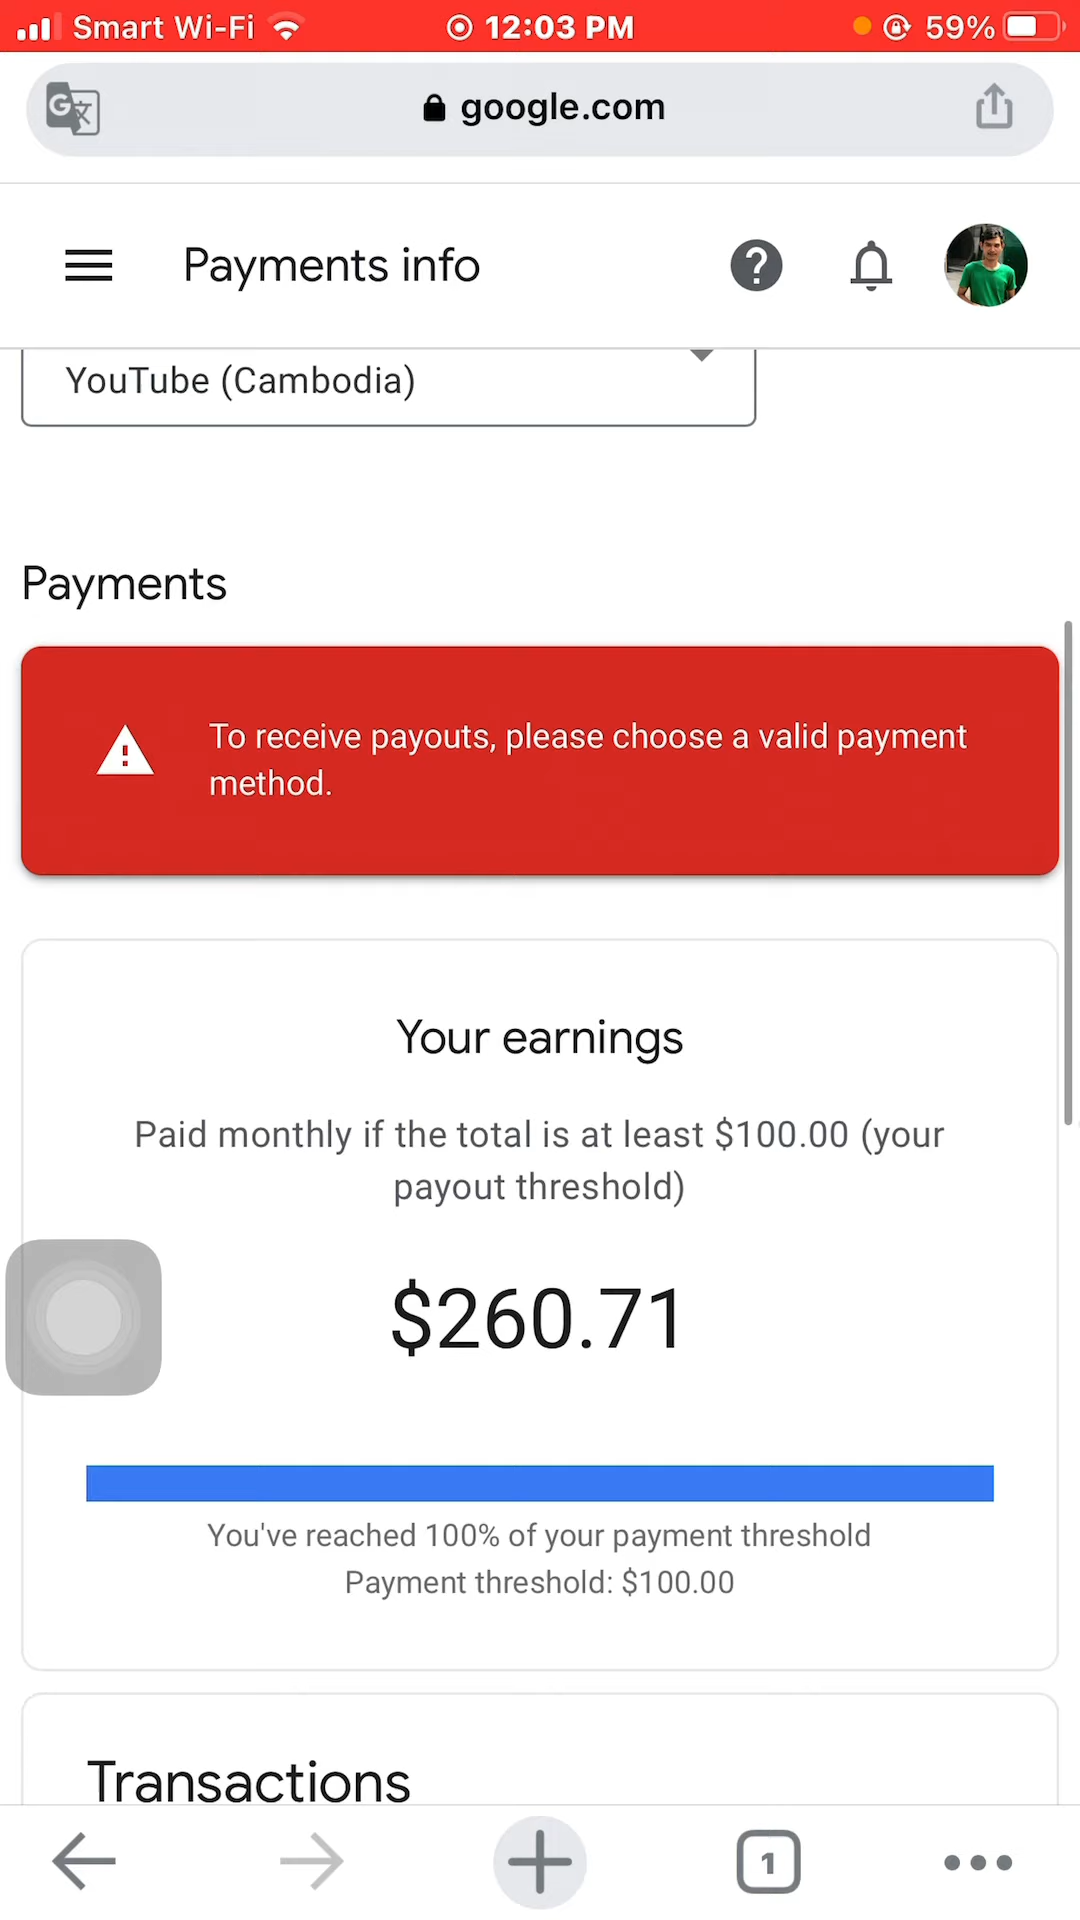 Smart Wi-Fi 12:03 PM 59%
google.com
Payments info
YouTube (Cambodia)
Payments
To receive payouts, please choose a valid payment
method.
Your earnings
Paid monthly if the total is at least $100.00 (your
payout threshold)
$260.71
You've reached 100% of your payment threshold
Payment threshold: $100.00
Transactions
1